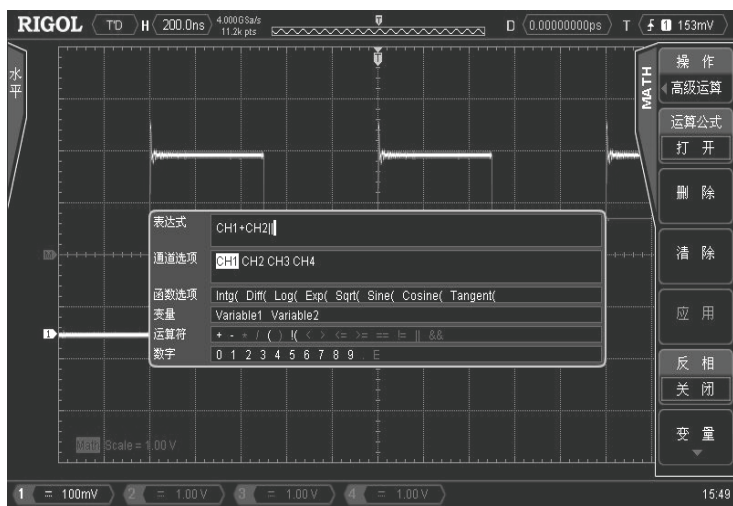 RIGOL T'D H 200.0ns 4.000GSa/s 11.2k pts D 0.00000000ps T 1 153mV
水平
MATH
操 作
高级运算
运算公式
打 开
删 除
清 除
应 用
反 相
关 闭
变 量
表达式 CH1+CH2||
通道选项 CH1 CH2 CH3 CH4
函数选项 Intg( Diff( Log( Exp( Sqrt( Sine( Cosine( Tangent(
变量 Variable1 Variable2
运算符 + - * / ( ) !( < > <= >= == != || &&
数字 0 1 2 3 4 5 6 7 8 9 . E
M
1
Math Scale = 1.00 V
1 = 100mV 2 = 1.00 V 3 = 1.00 V 4 = 1.00 V 15:49